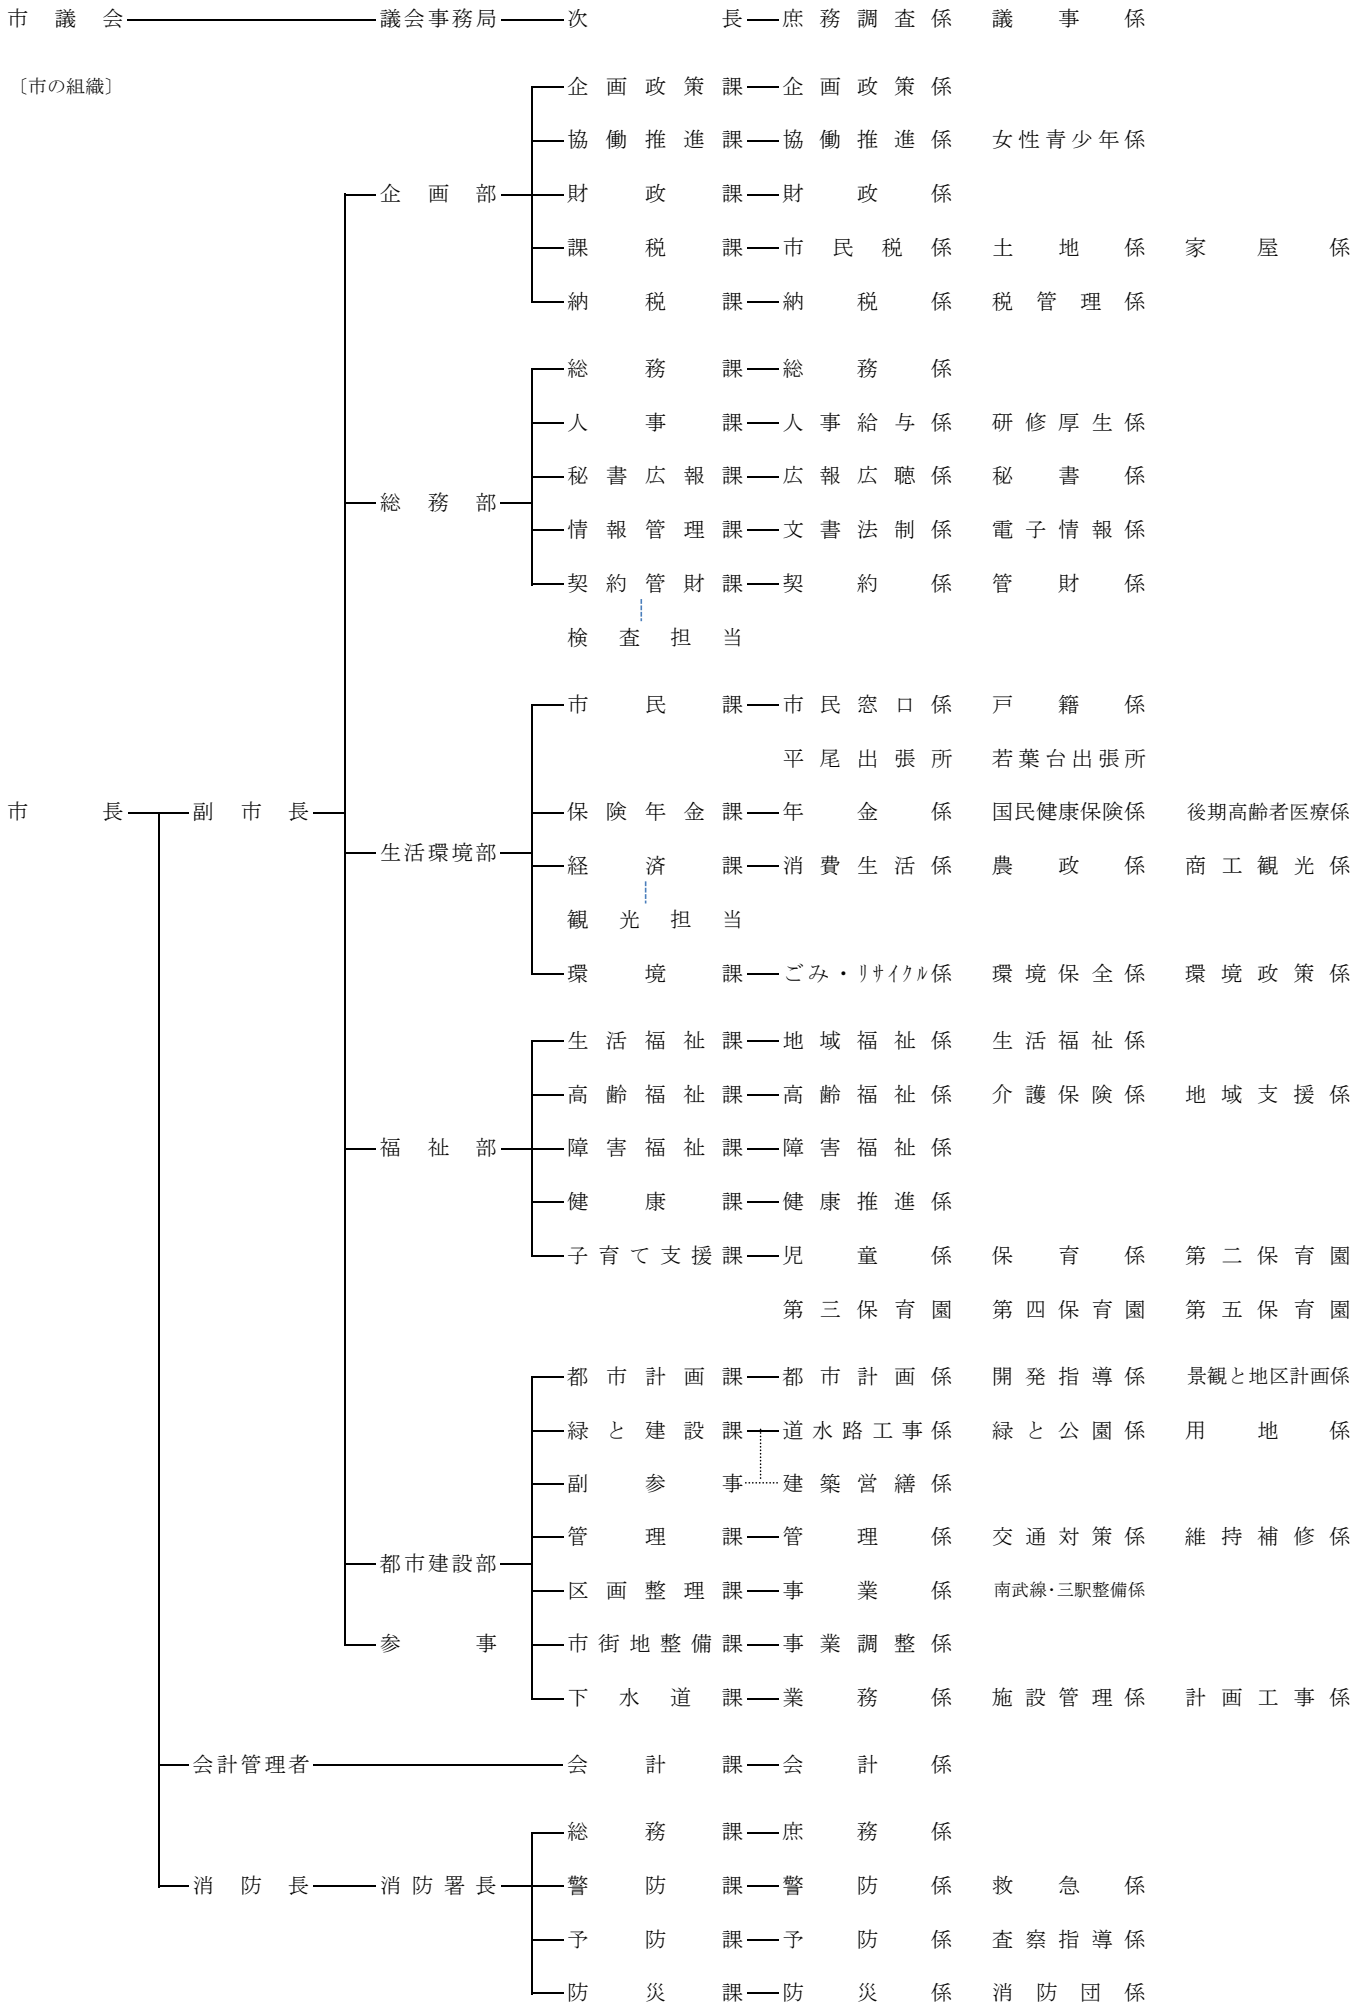 市議会 議会事務局 次長 庶務調査係 議事係
〔市の組織〕 企画政策課 企画政策係
協働推進課 協働推進係 女性青少年係
企画部 財政課 財政係
課税課 市民税係 土地係 家屋係
納税課 納税係 税管理係
総務課 総務係
人事課 人事給与係 研修厚生係
秘書広報課 広報広聴係 秘書係
総務部
情報管理課 文書法制係 電子情報係
契約管財課 契約係 管財係
検査担当
市民課 市民窓口係 戸籍係
平尾出張所 若葉台出張所
市長 副市長 保険年金課 年金係 国民健康保険係 後期高齢者医療係
生活環境部
経済課 消費生活係 農政係 商工観光係
観光担当
環境課 ごみ・ﾘｻｲｸﾙ係 環境保全係 環境政策係
生活福祉課 地域福祉係 生活福祉係
高齢福祉課 高齢福祉係 介護保険係 地域支援係
福祉部 障害福祉課 障害福祉係
健康課 健康推進係
子育て支援課 児童係 保育係 第二保育園
第三保育園 第四保育園 第五保育園
都市計画課 都市計画係 開発指導係 景観と地区計画係
緑と建設課 道水路工事係 緑と公園係 用地係
副参事 建築営繕係
管理課 管理係 交通対策係 維持補修係
都市建設部
区画整理課 事業係 南武線･三駅整備係
参事 市街地整備課 事業調整係
下水道課 業務係 施設管理係 計画工事係
会計管理者 会計課 会計係
総務課 庶務係
消防長 消防署長 警防課 警防係 救急係
予防課 予防係 査察指導係
防災課 防災係 消防団係